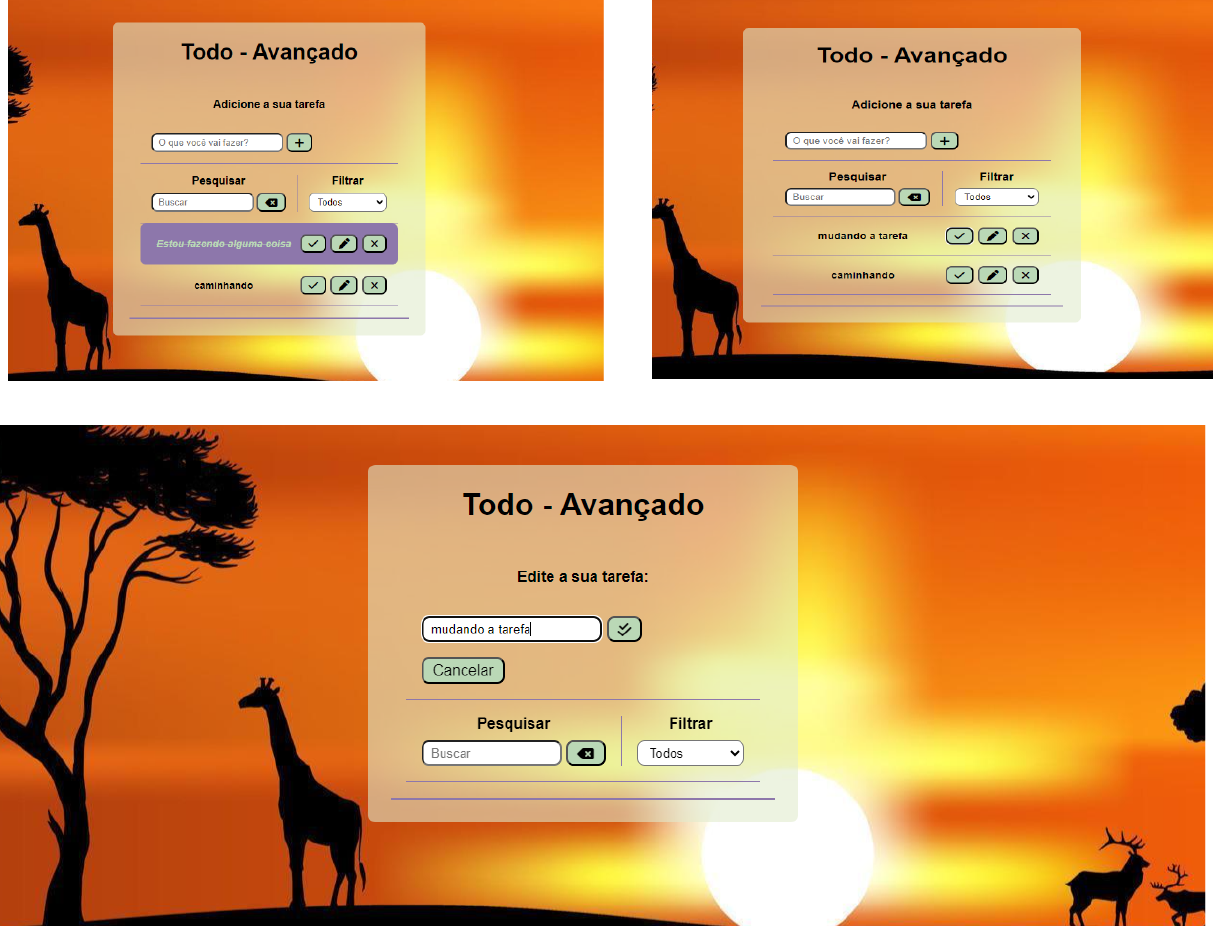 Todo - Avançado
Adicione a sua tarefa
O que você vai fazer?
Pesquisar
Filtrar
Buscar
Todos
Estou fazendo alguma coisa
caminhando
Todo - Avançado
Adicione a sua tarefa
O que você vai fazer?
Pesquisar
Filtrar
Buscar
Todos
mudando a tarefa
caminhando
Todo - Avançado
Edite a sua tarefa:
mudando a tarefa
Cancelar
Pesquisar
Filtrar
Buscar
Todos